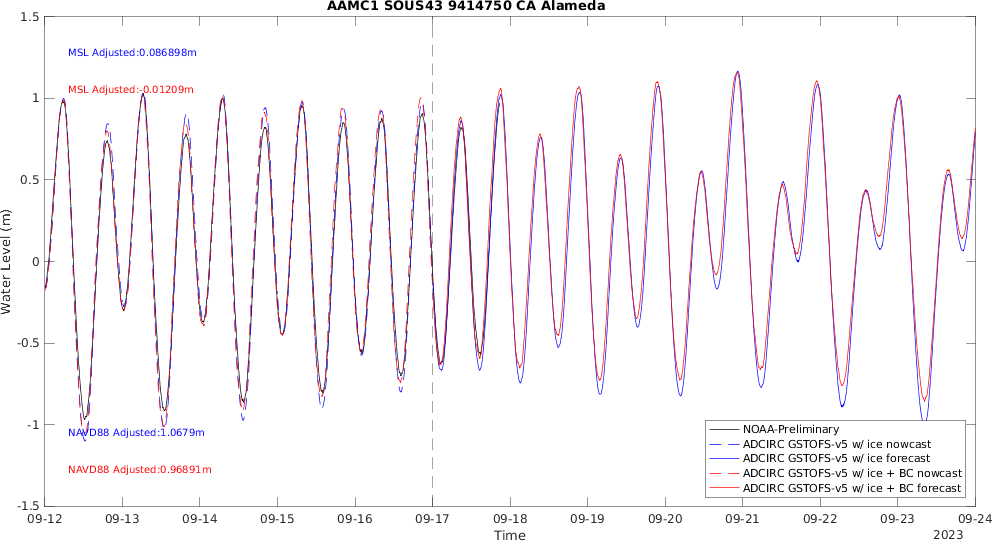 AAMC1 SOUS43 9414750 CA Alameda
1.5
1
0.5
0
-0.5
-1
-1.5
Water Level (m)
MSL Adjusted:0.086898m
MSL Adjusted:-0.01209m
NAVD88 Adjusted:1.0679m
NAVD88 Adjusted:0.96891m
NOAA-Preliminary
ADCIRC GSTOFS-v5 w/ ice nowcast
ADCIRC GSTOFS-v5 w/ ice forecast
ADCIRC GSTOFS-v5 w/ ice + BC nowcast
ADCIRC GSTOFS-v5 w/ ice + BC forecast
09-12 09-13 09-14 09-15 09-16 09-17 09-18 09-19 09-20 09-21 09-22 09-23 09-24
Time
2023